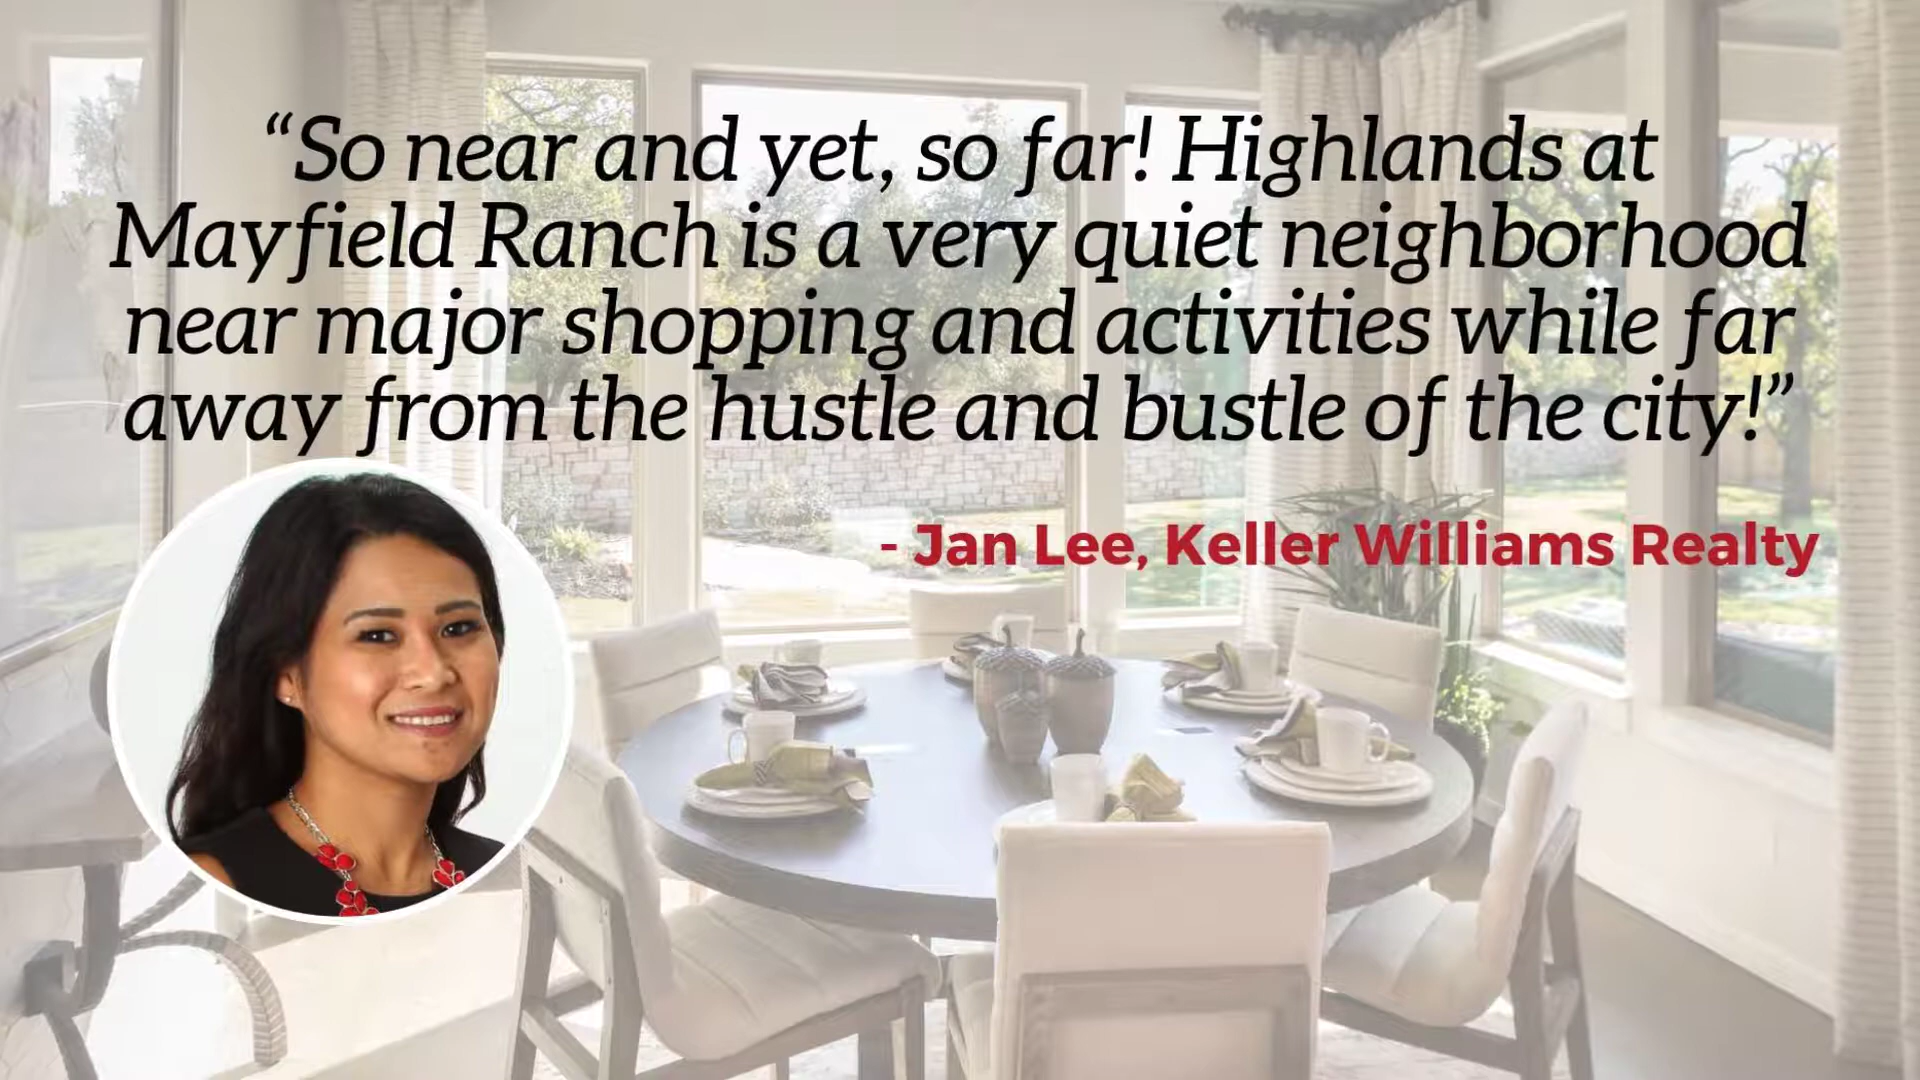 “So near and yet, so far! Highlands at
Mayfield Ranch is a very quiet neighborhood
near major shopping and activities while far
away from the hustle and bustle of the city!”
- Jan Lee, Keller Williams Realty